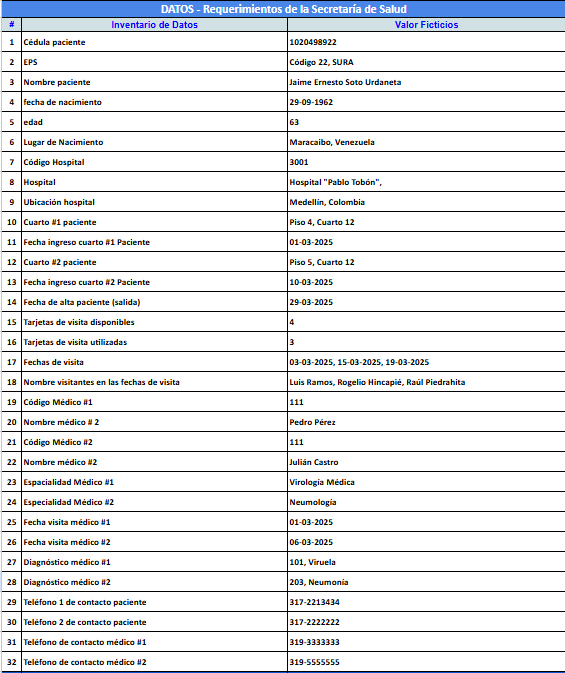 DATOS - Requerimientos de la Secretaría de Salud
# Inventario de Datos Valor Ficticios
1 Cédula paciente 1020498922
2 EPS Código 22, SURA
3 Nombre paciente Jaime Ernesto Soto Urdaneta
4 fecha de nacimiento 29-09-1962
5 edad 63
6 Lugar de Nacimiento Maracaibo, Venezuela
7 Código Hospital 3001
8 Hospital Hospital "Pablo Tobón",
9 Ubicación hospital Medellín, Colombia
10 Cuarto #1 paciente Piso 4, Cuarto 12
11 Fecha ingreso cuarto #1 Paciente 01-03-2025
12 Cuarto #2 paciente Piso 5, Cuarto 12
13 Fecha ingreso cuarto #2 Paciente 10-03-2025
14 Fecha de alta paciente (salida) 29-03-2025
15 Tarjetas de visita disponibles 4
16 Tarjetas de visita utilizadas 3
17 Fechas de visita 03-03-2025, 15-03-2025, 19-03-2025
18 Nombre visitantes en las fechas de visita Luis Ramos, Rogelio Hincapié, Raúl Piedrahita
19 Código Médico #1 111
20 Nombre médico # 2 Pedro Pérez
21 Código Médico #2 111
22 Nombre médico #2 Julián Castro
23 Espacialidad Médico #1 Virología Médica
24 Especialidad Médico #2 Neumología
25 Fecha visita médico #1 01-03-2025
26 Fecha visita médico #2 06-03-2025
27 Diagnóstico médico #1 101, Viruela
28 Diagnóstico médico #2 203, Neumonía
29 Teléfono 1 de contacto paciente 317-2213434
30 Teléfono 2 de contacto paciente 317-2222222
31 Teléfono de contacto médico #1 319-3333333
32 Teléfono de contacto médico #2 319-5555555